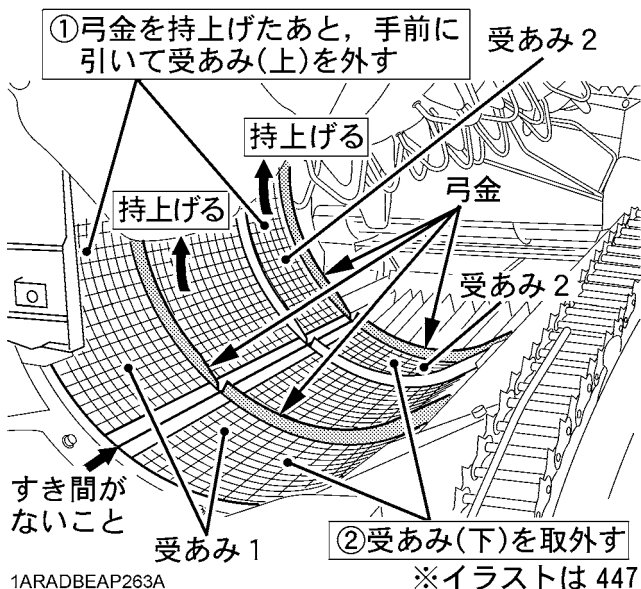 ①弓金を持上げたあと，手前に
引いて受あみ(上)を外す
受あみ2
持上げる
持上げる
弓金
受あみ2
すき間が
ないこと
受あみ1
②受あみ(下)を取外す
1ARADBEAP263A
※イラストは 447